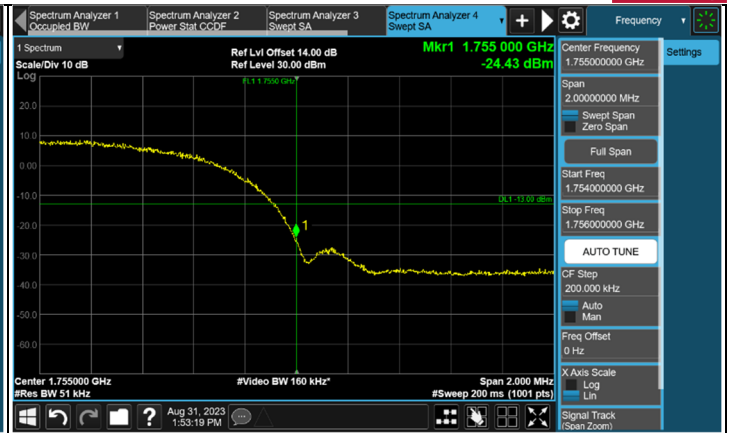 Spectrum Analyzer 1
Occupied BW
Spectrum Analyzer 2
Power Stat CCDF
Spectrum Analyzer 3
Swept SA
Spectrum Analyzer 4
Swept SA
Frequency
1 Spectrum
Scale/Div 10 dB
Log
Ref Lvl Offset 14.00 dB
Ref Level 30.00 dBm
Mkr1 1.755 000 GHz
-24.43 dBm
FL1 1.7550 GHz
20.0
10.0
0.00
-10.0
-20.0
-30.0
-40.0
-50.0
-60.0
DL1 -13.00 dBm
1
Center 1.755000 GHz
#Res BW 51 kHz
#Video BW 160 kHz*
Span 2.000 MHz
#Sweep 200 ms (1001 pts)
Aug 31, 2023
1:53:19 PM
?
Center Frequency
1.755000000 GHz
Settings
Span
2.00000000 MHz
Swept Span
Zero Span
Full Span
Start Freq
1.754000000 GHz
Stop Freq
1.756000000 GHz
AUTO TUNE
CF Step
200.000 kHz
Auto
Man
Freq Offset
0 Hz
X Axis Scale
Log
Lin
Signal Track
(Span Zoom)